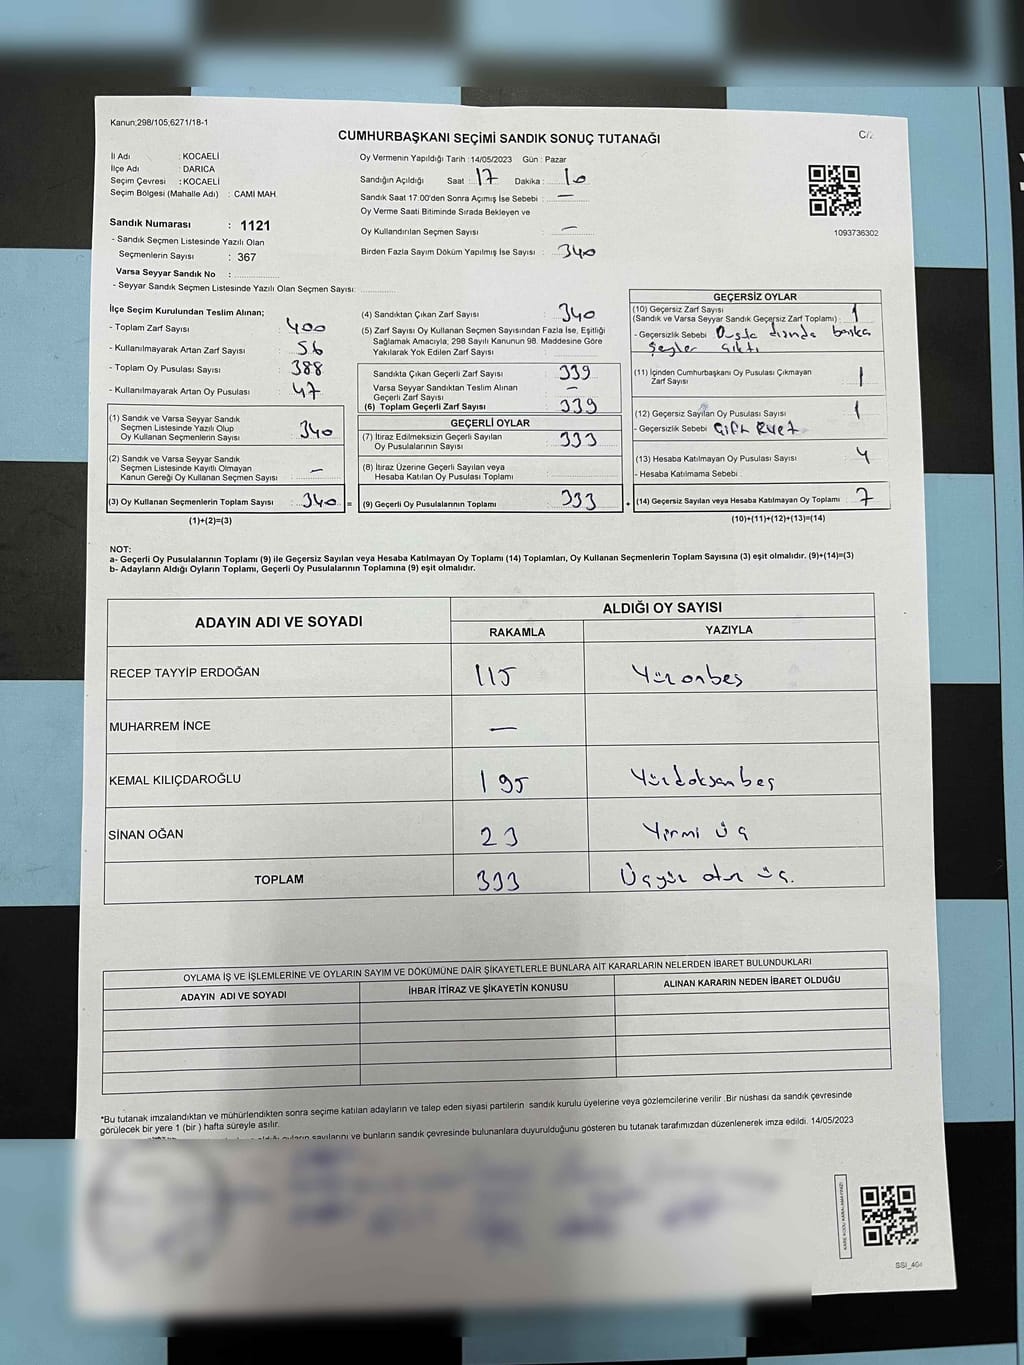 Kanun;298/105,6271/18-1
CUMHURBAŞKANI SEÇİMİ SANDIK SONUÇ TUTANAĞI
C/2
İl Adı : KOCAELİ
İlçe Adı : DARICA
Seçim Çevresi : KOCAELİ
Seçim Bölgesi (Mahalle Adı) : CAMİ MAH.
Sandık Numarası : 1121
- Sandık Seçmen Listesinde Yazılı Olan
Seçmenlerin Sayısı : 367
Varsa Seyyar Sandık No :
- Seyyar Sandık Seçmen Listesinde Yazılı Olan Seçmen Sayısı:
Oy Vermenin Yapıldığı Tarih : 14/05/2023 Gün : Pazar
Sandığın Açıldığı Saat : 17 Dakika : 10
Sandık Saat 17:00'den Sonra Açımış İse Sebebi : —
Oy Verme Saati Bitiminde Sırada Bekleyen ve
Oy Kullandırılan Seçmen Sayısı —
Birden Fazla Sayım Döküm Yapılmış İse Sayısı : 340
1093736302
İlçe Seçim Kurulundan Teslim Alınan;
- Toplam Zarf Sayısı 400
- Kullanılmayarak Artan Zarf Sayısı 56
- Toplam Oy Pusulası Sayısı 388
- Kullanılmayarak Artan Oy Pusulası 47
(1) Sandık ve Varsa Seyyar Sandık
Seçmen Listesinde Yazılı Olup
Oy Kullanan Seçmenlerin Sayısı 340
(2) Sandık ve Varsa Seyyar Sandık
Seçmen Listesinde Kayıtlı Olmayan
Kanun Gereği Oy Kullanan Seçmen Sayısı —
(3) Oy Kullanan Seçmenlerin Toplam Sayısı 340 =
(1)+(2)=(3)
(4) Sandıktan Çıkan Zarf Sayısı 340
(5) Zarf Sayısı Oy Kullanan Seçmen Sayısından Fazla İse, Eşitliği
Sağlamak Amacıyla, 298 Sayılı Kanunun 98. Maddesine Göre
Yakılarak Yok Edilen Zarf Sayısı
Sandıkta Çıkan Geçerli Zarf Sayısı 339
Varsa Seyyar Sandıktan Teslim Alınan
Geçerli Zarf Sayısı —
(6) Toplam Geçerli Zarf Sayısı 339
GEÇERLİ OYLAR
(7) İtiraz Edilmeksizin Geçerli Sayılan
Oy Pusulalarının Sayısı 333
(8) İtiraz Üzerine Geçerli Sayılan veya
Hesaba Katılan Oy Pusulası Toplamı
(9) Geçerli Oy Pusulalarının Toplamı 333
GEÇERSİZ OYLAR
(10) Geçersiz Zarf Sayısı
(Sandık ve Varsa Seyyar Sandık Geçersiz Zarf Toplamı) : 1
- Geçersizlik Sebebi dışında başka
şeyler çıktı
(11) İçinden Cumhurbaşkanı Oy Pusulası Çıkmayan
Zarf Sayısı 1
(12) Geçersiz Sayılan Oy Pusulası Sayısı 1
- Geçersizlik Sebebi Çift Evet
(13) Hesaba Katılmayan Oy Pusulası Sayısı 4
- Hesaba Katılmama Sebebi
(14) Geçersiz Sayılan veya Hesaba Katılmayan Oy Toplamı 7
(10)+(11)+(12)+(13)=(14)
NOT:
a- Geçerli Oy Pusulalarının Toplamı (9) ile Geçersiz Sayılan veya Hesaba Katılmayan Oy Toplamı (14) Toplamları, Oy Kullanan Seçmenlerin Toplam Sayısına (3) eşit olmalıdır. (9)+(14)=(3)
b- Adayların Aldığı Oyların Toplamı, Geçerli Oy Pusulalarının Toplamına (9) eşit olmalıdır.
ADAYIN ADI VE SOYADI
ALDIĞI OY SAYISI
RAKAMLA YAZIYLA
RECEP TAYYİP ERDOĞAN 115 Yüzonbeş
MUHARREM İNCE —
KEMAL KILIÇDAROĞLU 195 Yüzdoksanbeş
SİNAN OĞAN 23 Yirmi üç
TOPLAM 333 Üçyüz otuz üç.
OYLAMA İŞ VE İŞLEMLERİNE VE OYLARIN SAYIM VE DÖKÜMÜNE DAİR ŞİKAYETLERLE BUNLARA AİT KARARLARIN NELERDEN İBARET BULUNDUKLARI
ADAYIN ADI VE SOYADI İHBAR İTİRAZ VE ŞİKAYETİN KONUSU ALINAN KARARIN NEDEN İBARET OLDUĞU
*Bu tutanak imzalandıktan ve mühürlendikten sonra seçime katılan adayların ve talep eden siyasi partilerin sandık kurulu üyelerine veya gözlemcilerine verilir .Bir nüshası da sandık çevresinde
görülecek bir yere 1 (bir ) hafta süreyle asılır.
sayılarını ve bunların sandık çevresinde bulunanlara duyurulduğunu gösteren bu tutanak tarafımızdan düzenlenerek imza edildi. 14/05/2023
SSI_404